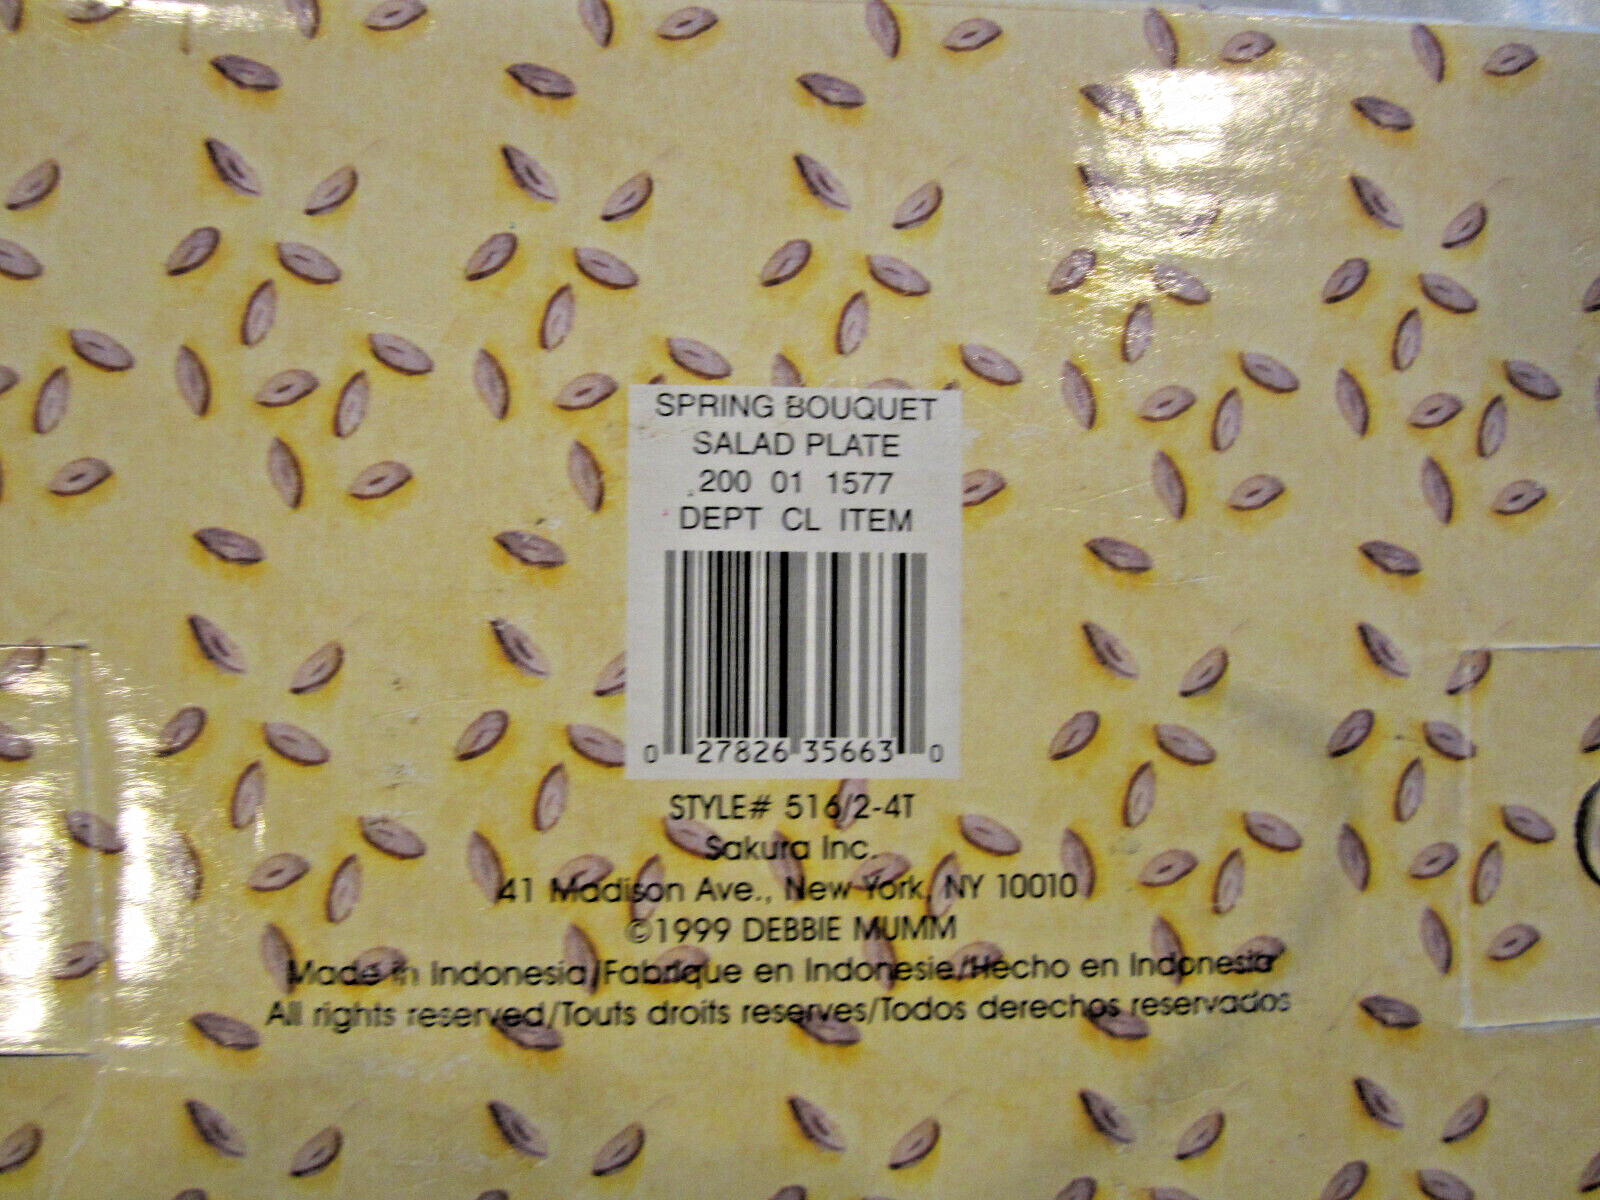 SPRING BOUQUET
SALAD PLATE
200 01 1577
DEPT CL ITEM
0 27826 35663 0
STYLE# 516/2-4T
Sakura Inc.
41 Madison Ave., New York, NY 10010
©1999 DEBBIE MUMM
Made in Indonesia/Fabrique en Indonesie/Hecho en Indonesia
All rights reserved/Touts droits reserves/Todos derechos reservados